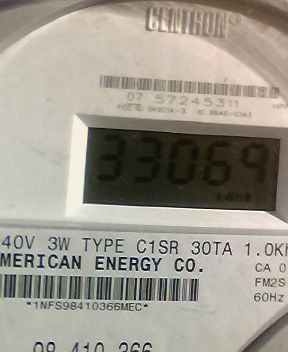 CENTRON®
07 57245311
33069
kWh
40V 3W TYPE C1SR 30TA 1.0K
MERICAN ENERGY CO.
CA 0
FM2S
60Hz
*1NFS98410366MEC*
98 410 366